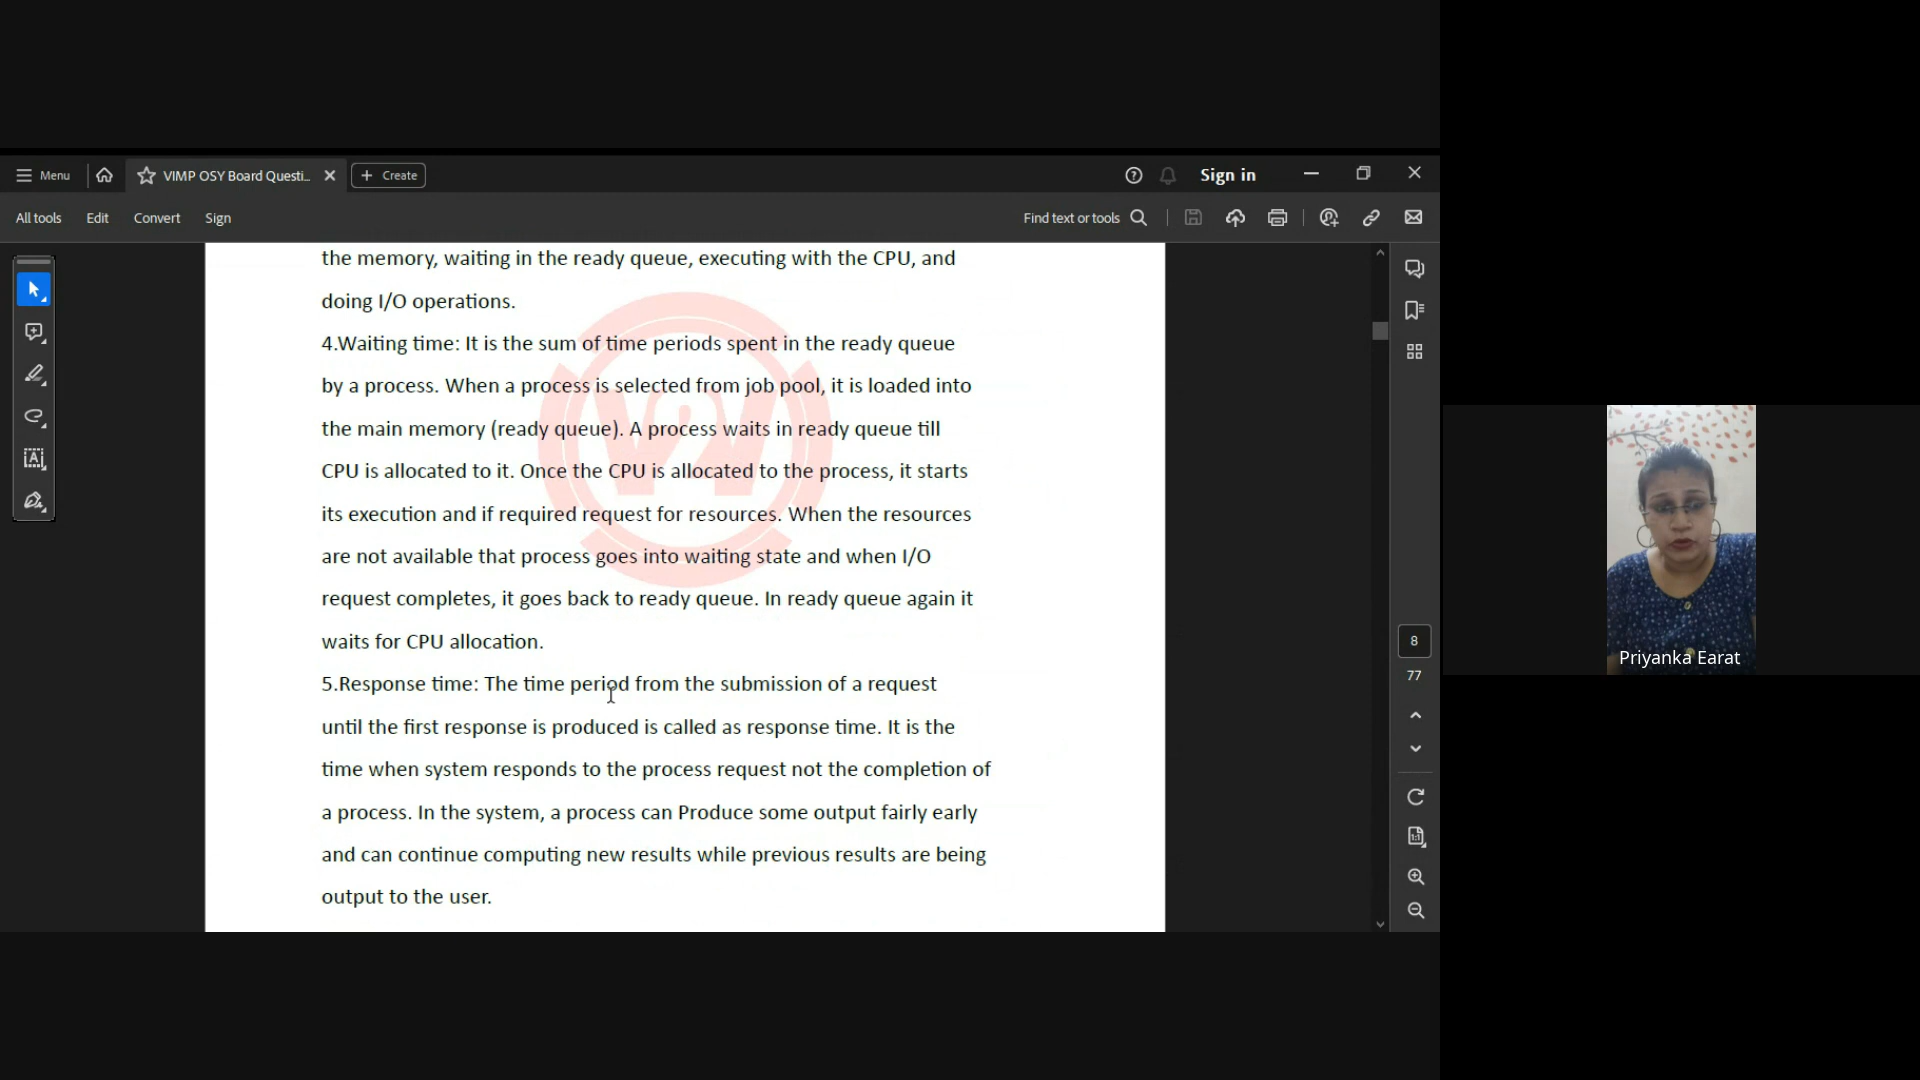 Menu
VIMP OSY Board Questi...
Create
Sign in
All tools
Edit
Convert
Sign
Find text or tools
the memory, waiting in the ready queue, executing with the CPU, and
doing I/O operations.
4.Waiting time: It is the sum of time periods spent in the ready queue
by a process. When a process is selected from job pool, it is loaded into
the main memory (ready queue). A process waits in ready queue till
CPU is allocated to it. Once the CPU is allocated to the process, it starts
its execution and if required request for resources. When the resources
are not available that process goes into waiting state and when I/O
request completes, it goes back to ready queue. In ready queue again it
waits for CPU allocation.
5.Response time: The time period from the submission of a request
until the first response is produced is called as response time. It is the
time when system responds to the process request not the completion of
a process. In the system, a process can Produce some output fairly early
and can continue computing new results while previous results are being
output to the user.
V2V
8
77
Priyanka Earat